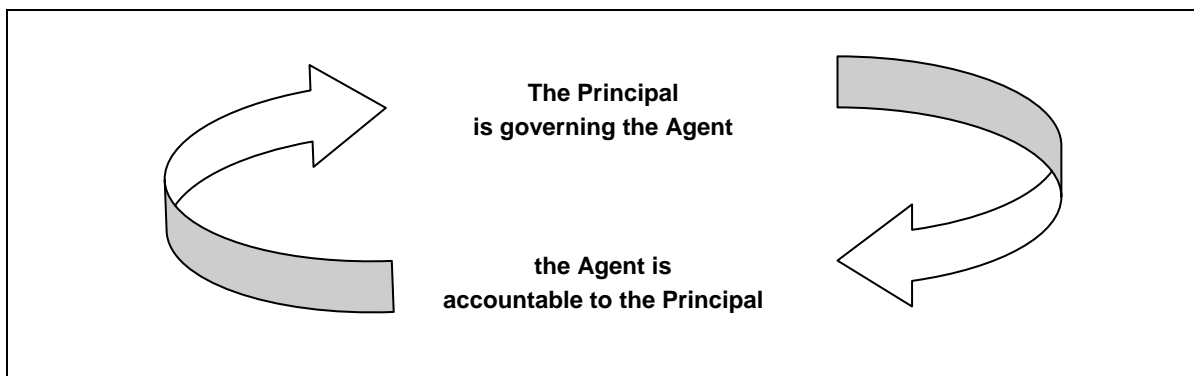 The Principal
is governing the Agent
the Agent is
accountable to the Principal